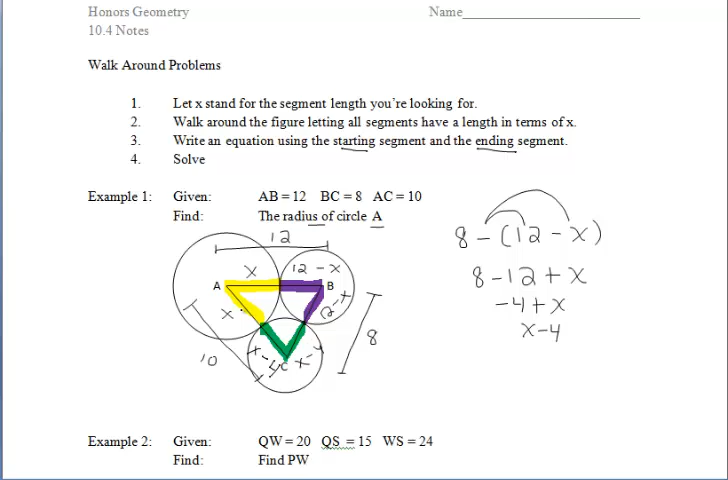 Honors Geometry Name
10.4 Notes
Walk Around Problems
1. Let x stand for the segment length you're looking for.
2. Walk around the figure letting all segments have a length in terms of x.
3. Write an equation using the starting segment and the ending segment.
4. Solve
Example 1: Given: AB = 12 BC = 8 AC = 10
Find: The radius of circle A
12
8 - (12 - x)
x 12 - x
8 - 12 + x
A B
x 12 - x
-4 + x
8
x - 4
10 x - 4 C x - 4
Example 2: Given: QW = 20 QS = 15 WS = 24
Find: Find PW